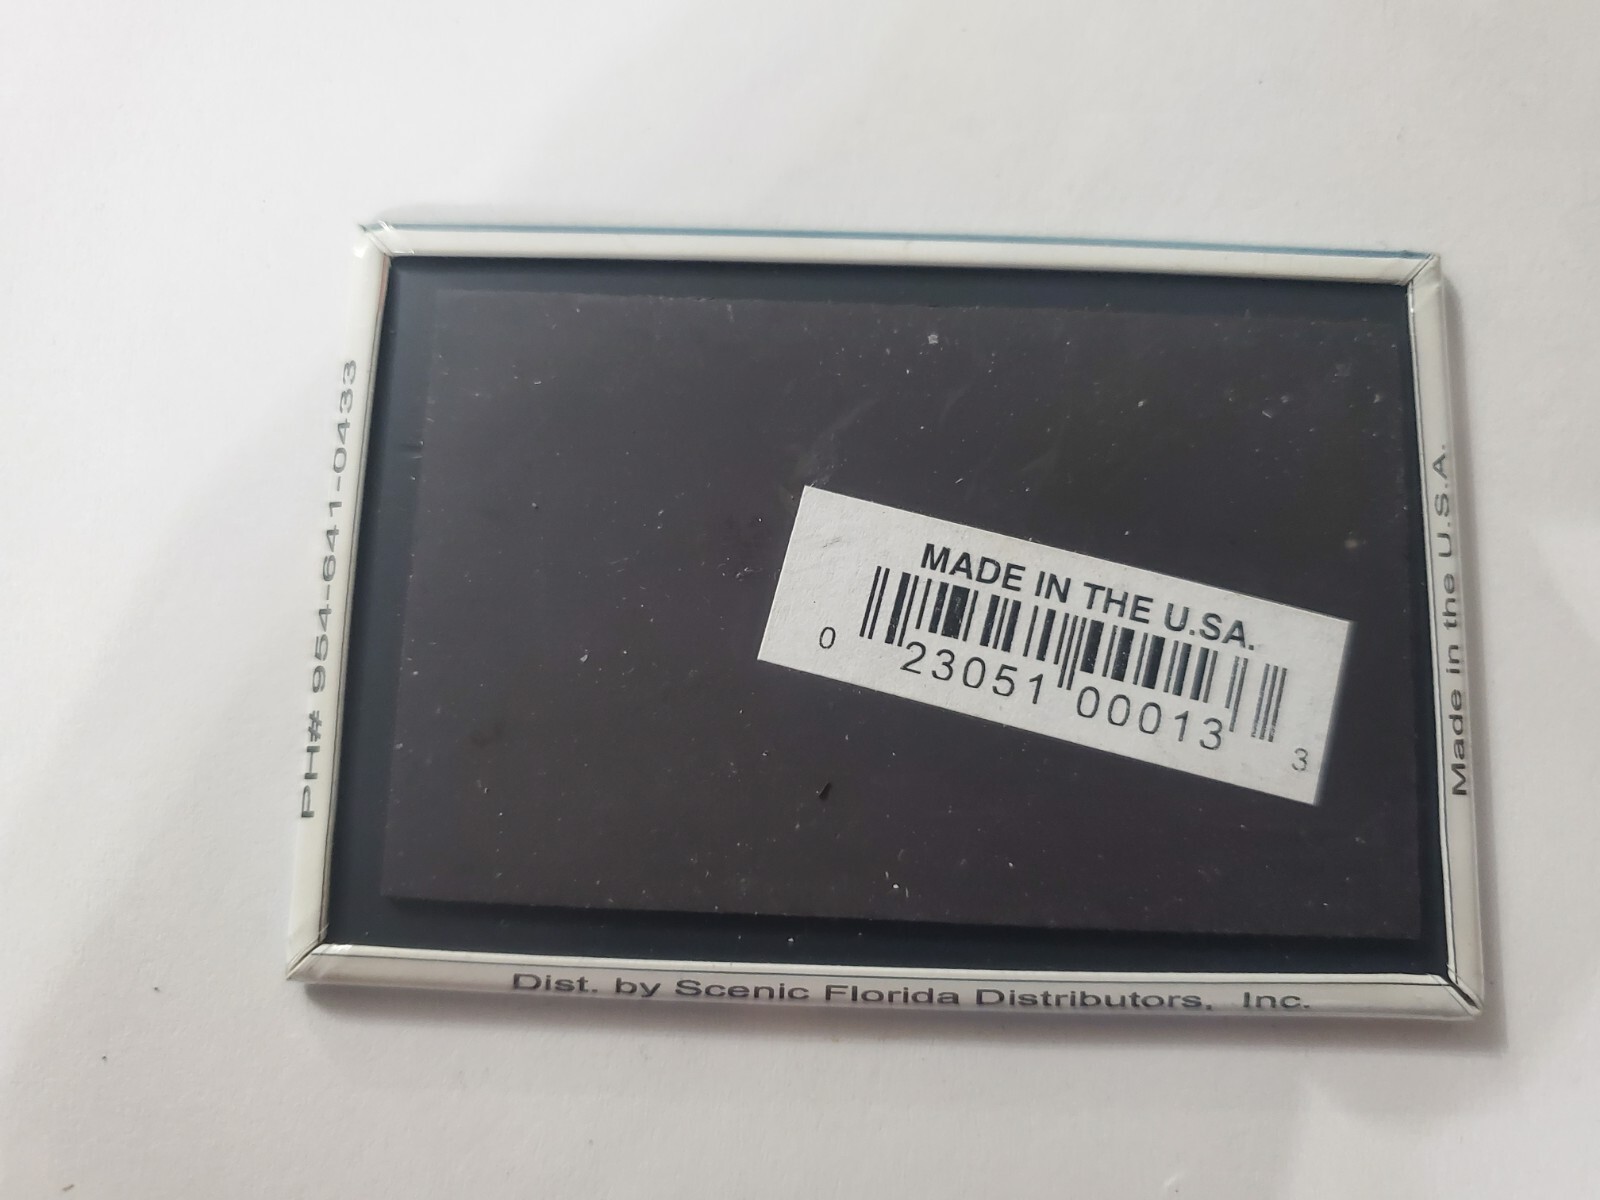 PH# 954-641-0433
MADE IN THE U.SA.
0 23051 00013 3
Made in the U.S.A.
Dist. by Scenic Florida Distributors, Inc.